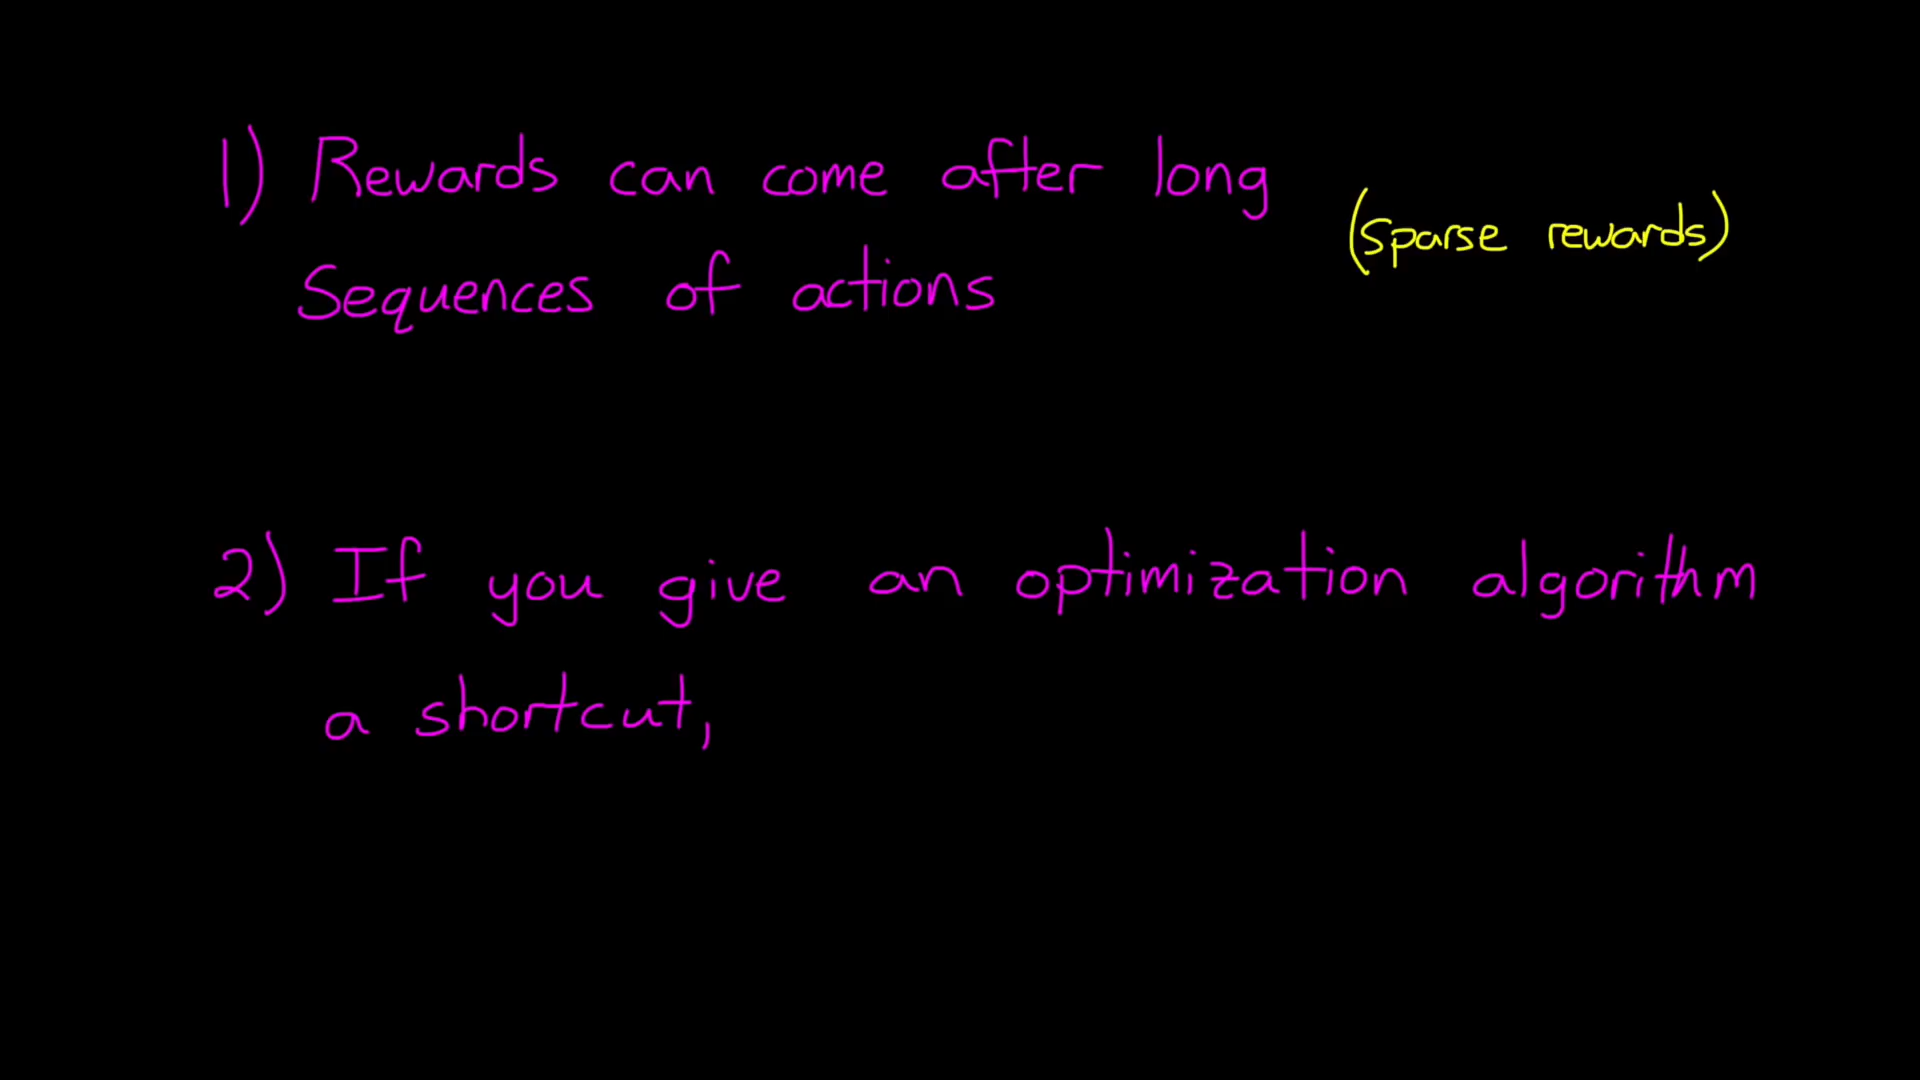 1) Rewards can come after long
(sparse rewards)
Sequences of actions
2) If you give an optimization algorithm
a shortcut,